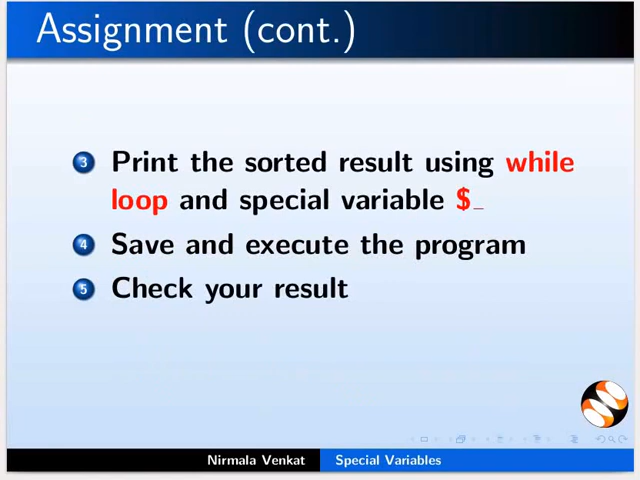 Assignment (cont.)
3 Print the sorted result using while
loop and special variable $_
4 Save and execute the program
5 Check your result
Nirmala Venkat Special Variables